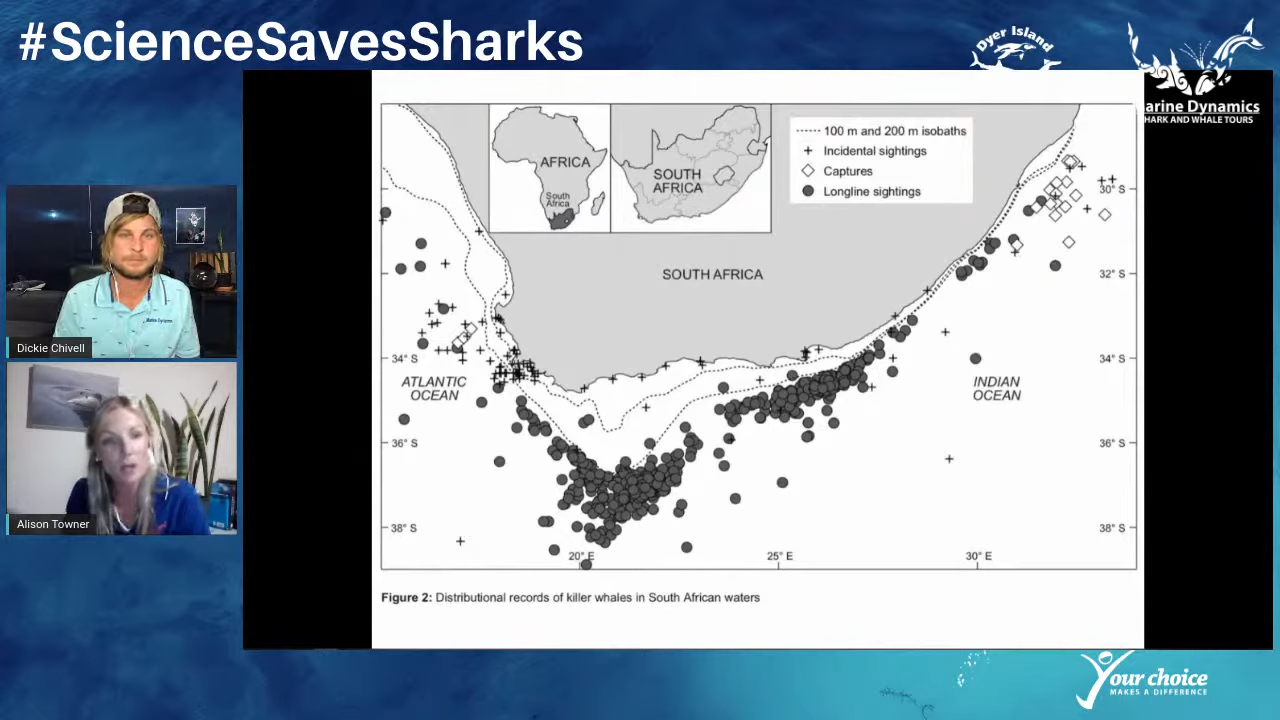 #ScienceSavesSharks
Dyer Island
Marine Dynamics
SHARK AND WHALE TOURS
AFRICA
South
Africa
SOUTH
AFRICA
100 m and 200 m isobaths
Incidental sightings
Captures
Longline sightings
30° S
SOUTH AFRICA
32° S
34° S
34° S
ATLANTIC
OCEAN
INDIAN
OCEAN
36° S
36° S
38° S
38° S
20° E
25° E
30° E
Figure 2: Distributional records of killer whales in South African waters
Dickie Chivell
Alison Towner
Your choice
MAKES A DIFFERENCE